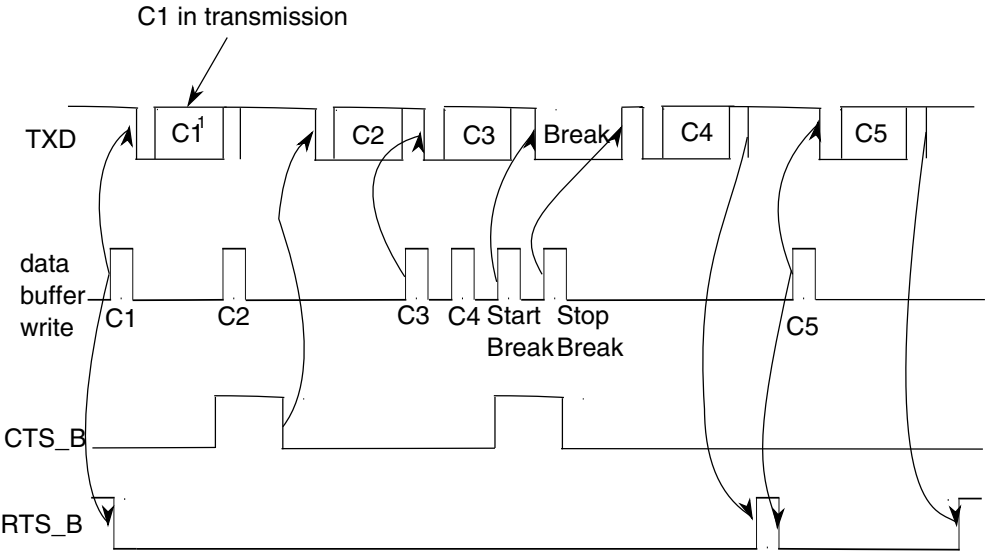 C1 in transmission
TXD
C1 1
C2
C3
Break
C4
C5
data
buffer
write
C1
C2
C3
C4
Start
Break
Stop
Break
C5
CTS_B
RTS_B